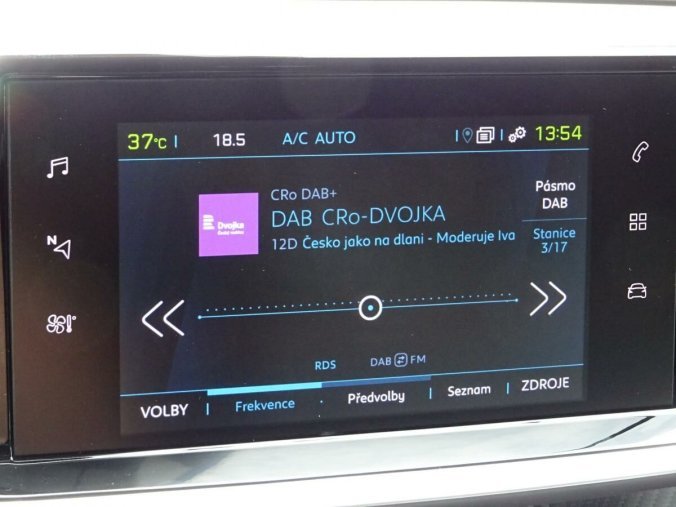 37°C 18.5 A/C AUTO 13:54
CRo DAB+
DAB CRo-DVOJKA
12D Česko jako na dlani - Moderuje Iva
Dvojka
Pásmo
DAB
Stanice
3/17
N
RDS DAB FM
VOLBY Frekvence Předvolby Seznam ZDROJE